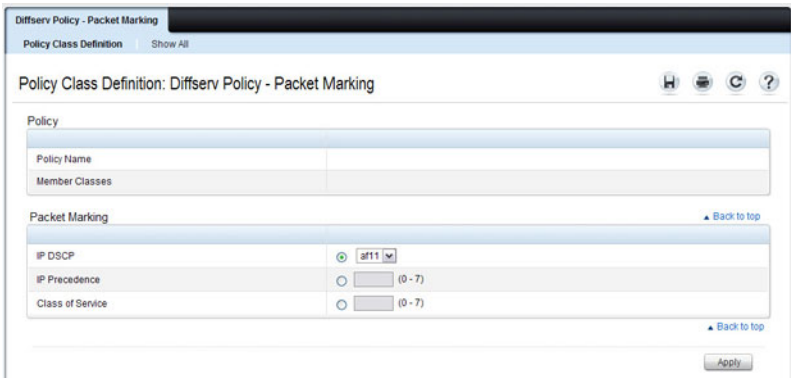 Diffserv Policy - Packet Marking
Policy Class Definition Show All
Policy Class Definition: Diffserv Policy - Packet Marking
Policy
Policy Name
Member Classes
Packet Marking ▲ Back to top
IP DSCP af11
IP Precedence (0 - 7)
Class of Service (0 - 7)
▲ Back to top
Apply